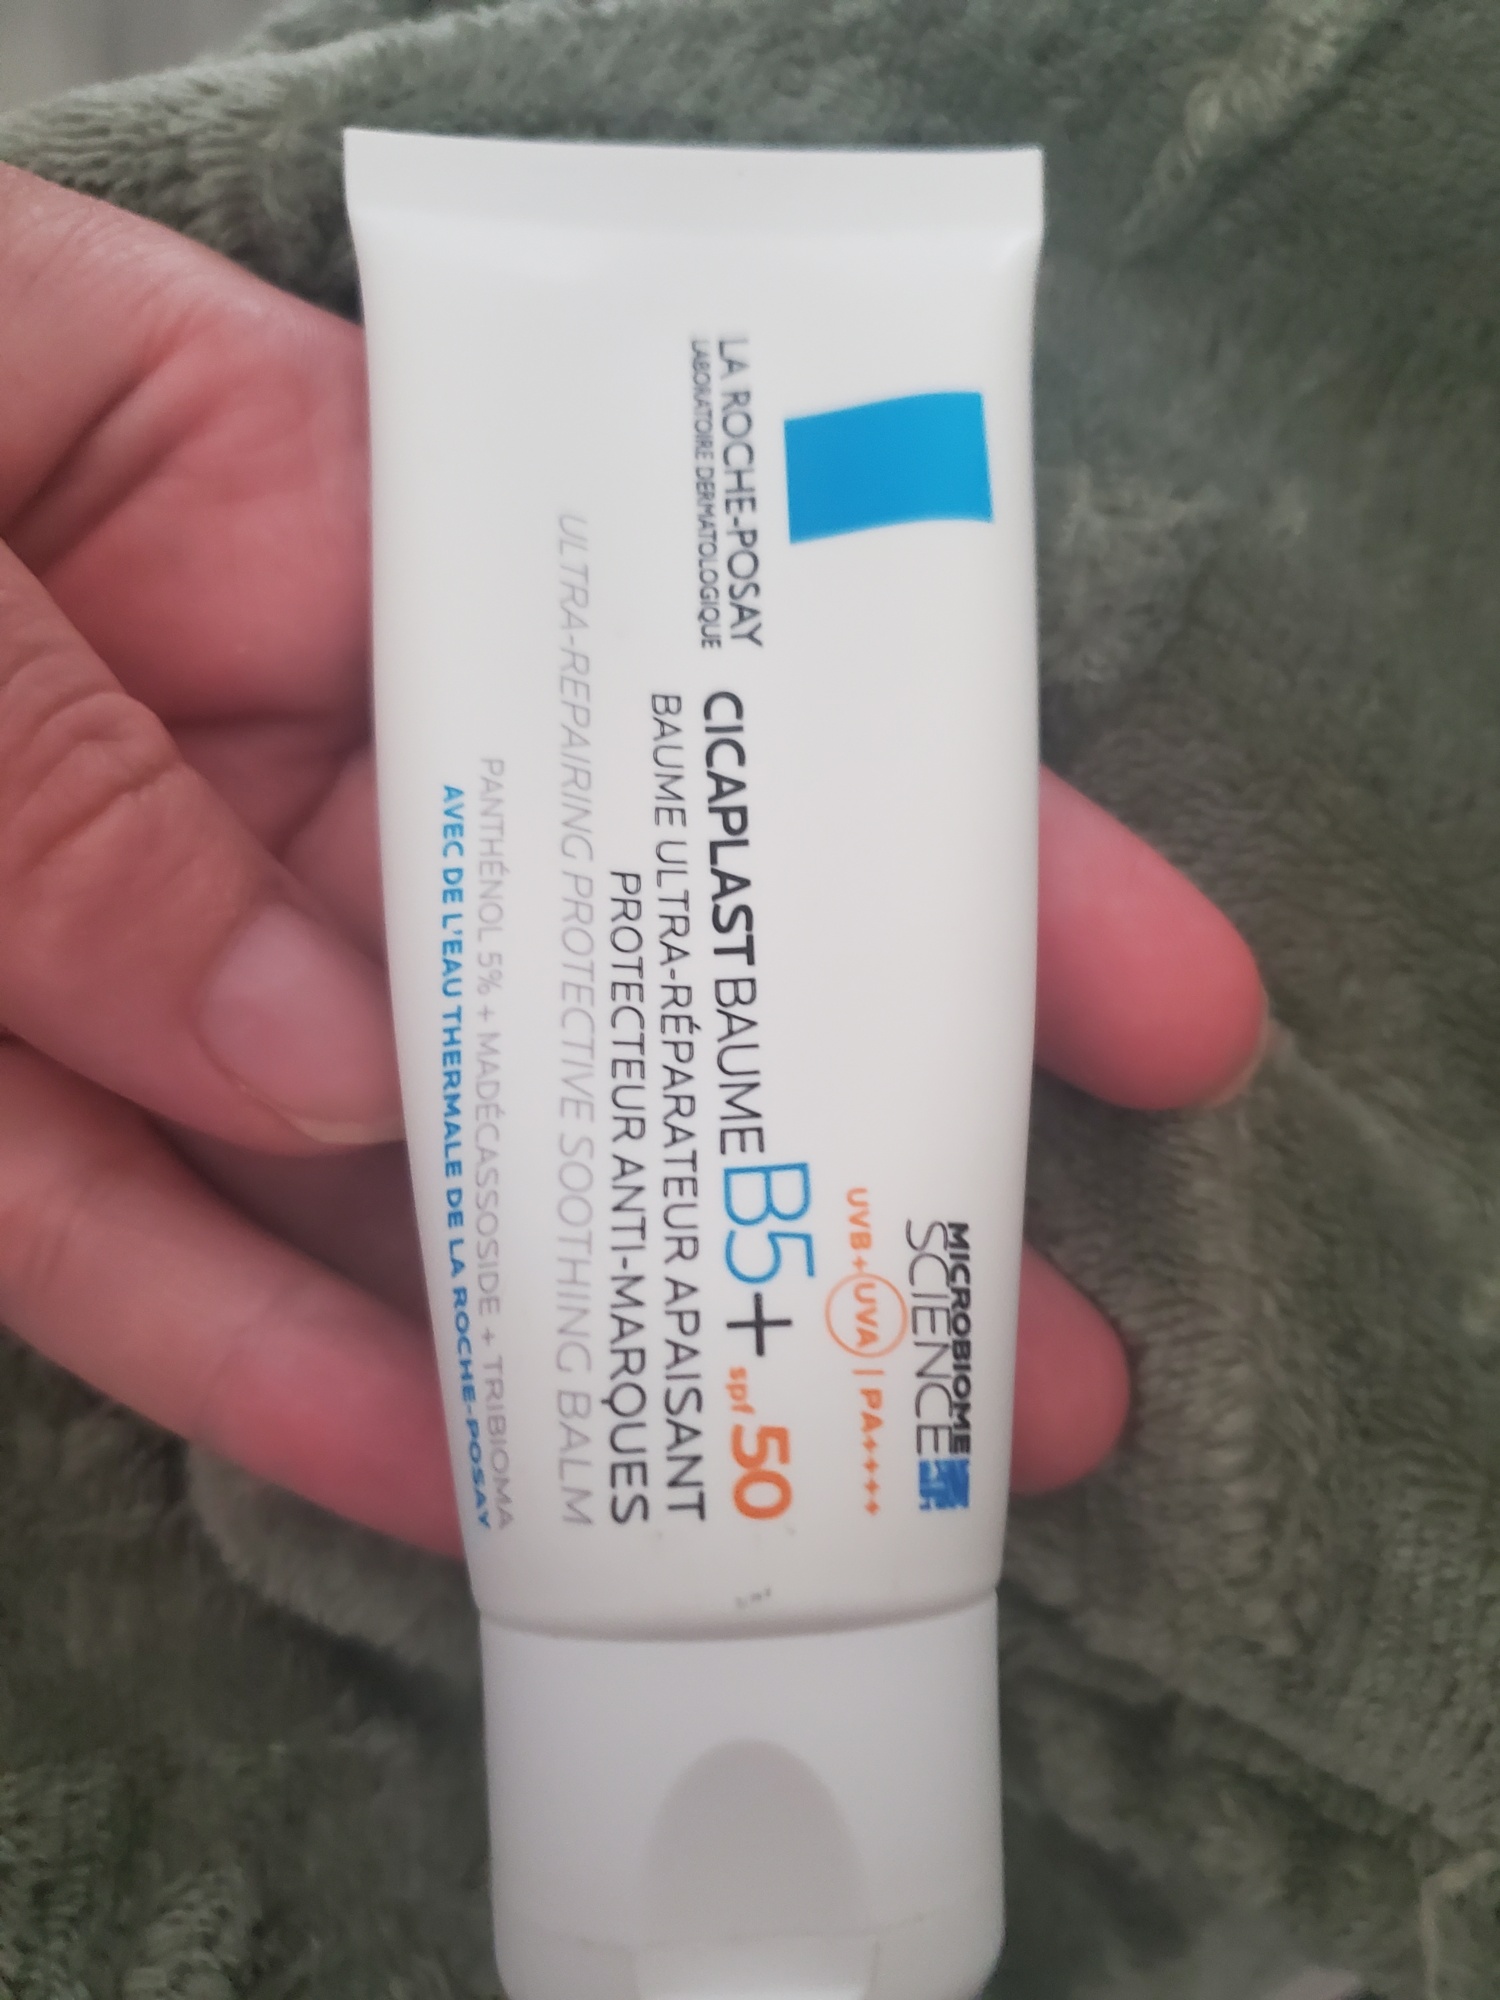 MICROBIOME
SCIENCE
UVB+UVA | PA++++
LA ROCHE-POSAY
LABORATOIRE DERMATOLOGIQUE
CICAPLAST BAUME B5+ spf 50
BAUME ULTRA-RÉPARATEUR APAISANT
PROTECTEUR ANTI-MARQUES
ULTRA-REPAIRING PROTECTIVE SOOTHING BALM
PANTHÉNOL 5% + MADÉCASSOSIDE + TRIBIOMA
AVEC DE L'EAU THERMALE DE LA ROCHE-POSAY